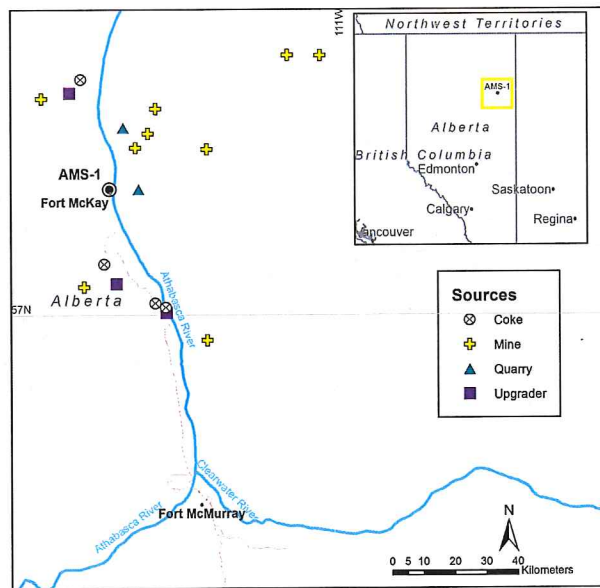 111W
Northwest Territories
AMS-1
Alberta
British Columbia
Edmonton
Saskatoon
Calgary
Regina
Vancouver
AMS-1
Fort McKay
Alberta
Athabasca River
57N
Sources
Coke
Mine
Quarry
Upgrader
Clearwater River
Athabasca River
Fort McMurray
N
0 5 10 20 30 40
Kilometers